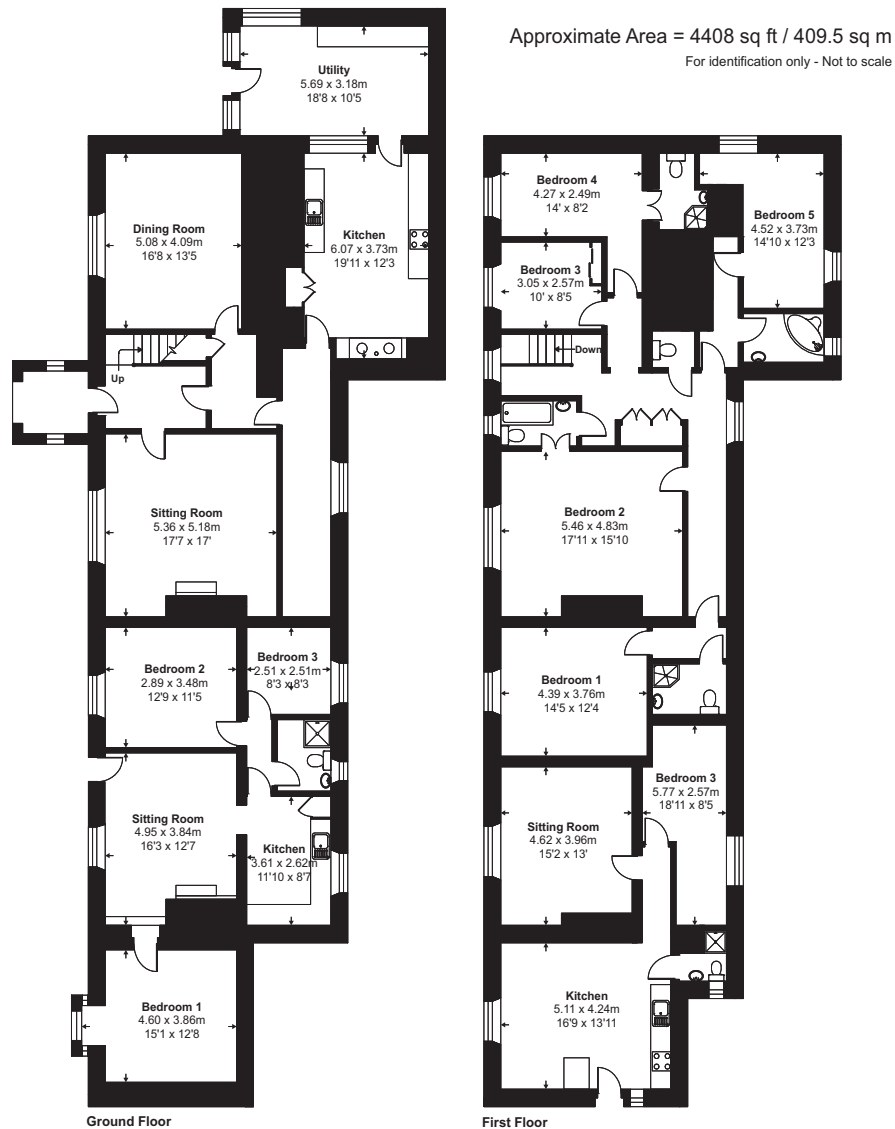 Approximate Area = 4408 sq ft / 409.5 sq m
For identification only - Not to scale
Utility
5.69 x 3.18m
18'8 x 10'5
Dining Room
5.08 x 4.09m
16'8 x 13'5
Kitchen
6.07 x 3.73m
19'11 x 12'3
Up
Sitting Room
5.36 x 5.18m
17'7 x 17'
Bedroom 2
2.89 x 3.48m
12'9 x 11'5
Bedroom 3
2.51 x 2.51m
8'3 x 8'3
Sitting Room
4.95 x 3.84m
16'3 x 12'7
Kitchen
3.61 x 2.62m
11'10 x 8'7
Bedroom 1
4.60 x 3.86m
15'1 x 12'8
Ground Floor
Bedroom 4
4.27 x 2.49m
14' x 8'2
Bedroom 5
4.52 x 3.73m
14'10 x 12'3
Bedroom 3
3.05 x 2.57m
10' x 8'5
Down
Bedroom 2
5.46 x 4.83m
17'11 x 15'10
Bedroom 1
4.39 x 3.76m
14'5 x 12'4
Bedroom 3
5.77 x 2.57m
18'11 x 8'5
Sitting Room
4.62 x 3.96m
15'2 x 13'
Kitchen
5.11 x 4.24m
16'9 x 13'11
First Floor